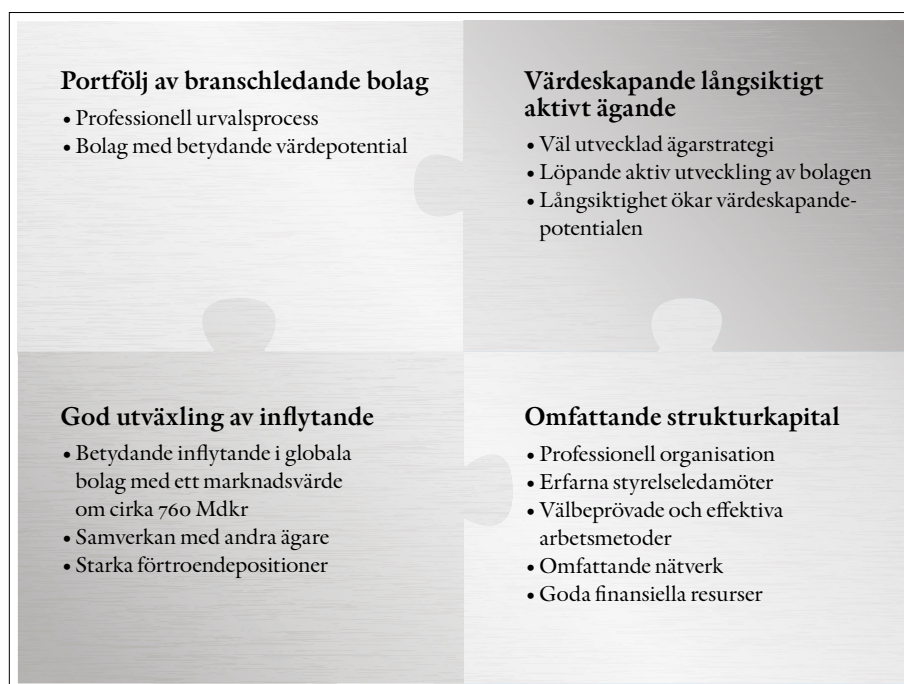 Portfölj av branschledande bolag
• Professionell urvalsprocess
• Bolag med betydande värdepotential
Värdeskapande långsiktigt
aktivt ägande
• Väl utvecklad ägarstrategi
• Löpande aktiv utveckling av bolagen
• Långsiktighet ökar värdeskapande-
potentialen
God utväxling av inflytande
• Betydande inflytande i globala
bolag med ett marknadsvärde
om cirka 760 Mdkr
• Samverkan med andra ägare
• Starka förtroendepositioner
Omfattande strukturkapital
• Professionell organisation
• Erfarna styrelseledamöter
• Välbeprövade och effektiva
arbetsmetoder
• Omfattande nätverk
• Goda finansiella resurser